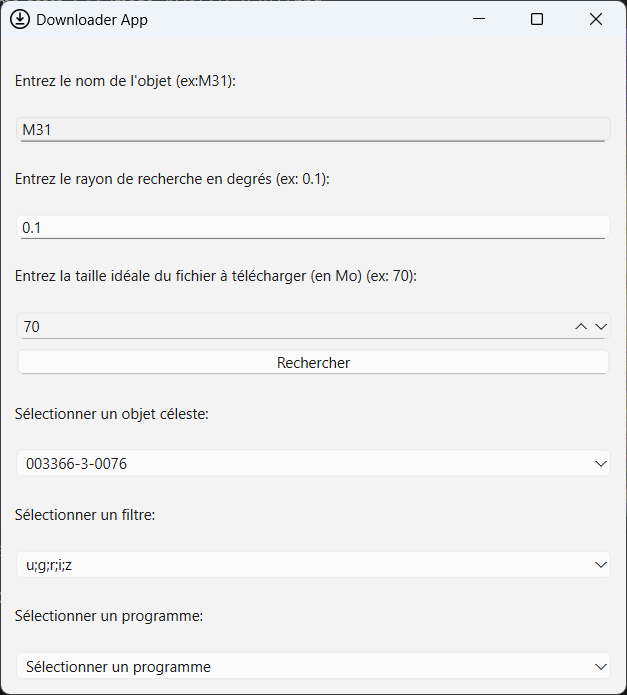 Downloader App
Entrez le nom de l'objet (ex:M31):
M31
Entrez le rayon de recherche en degrés (ex: 0.1):
0.1
Entrez la taille idéale du fichier à télécharger (en Mo) (ex: 70):
70
Rechercher
Sélectionner un objet céleste:
003366-3-0076
Sélectionner un filtre:
u;g;r;i;z
Sélectionner un programme:
Sélectionner un programme